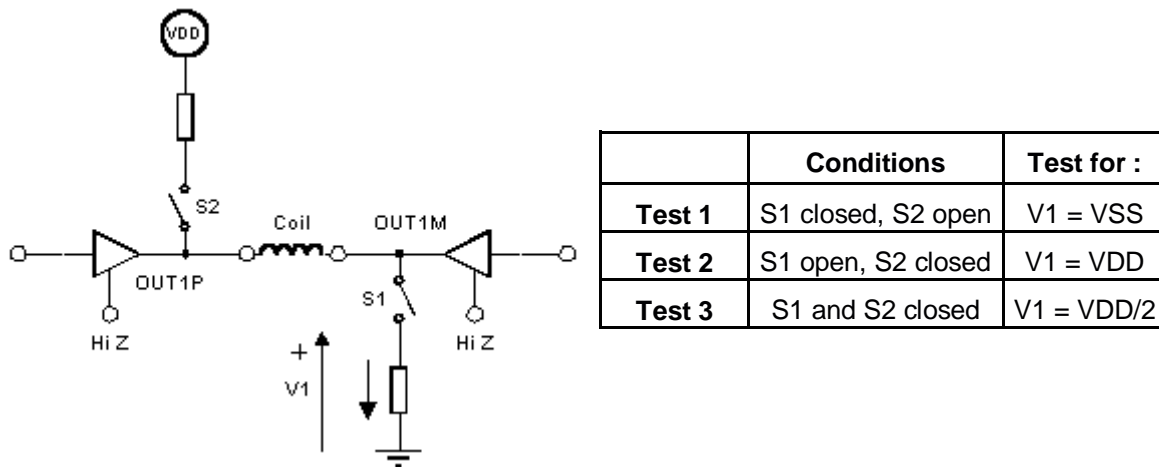 VDD
S2
Coil
OUT1M
OUT1P
S1
Hi Z
Hi Z
+
V1
Conditions Test for :
Test 1 S1 closed, S2 open V1 = VSS
Test 2 S1 open, S2 closed V1 = VDD
Test 3 S1 and S2 closed V1 = VDD/2